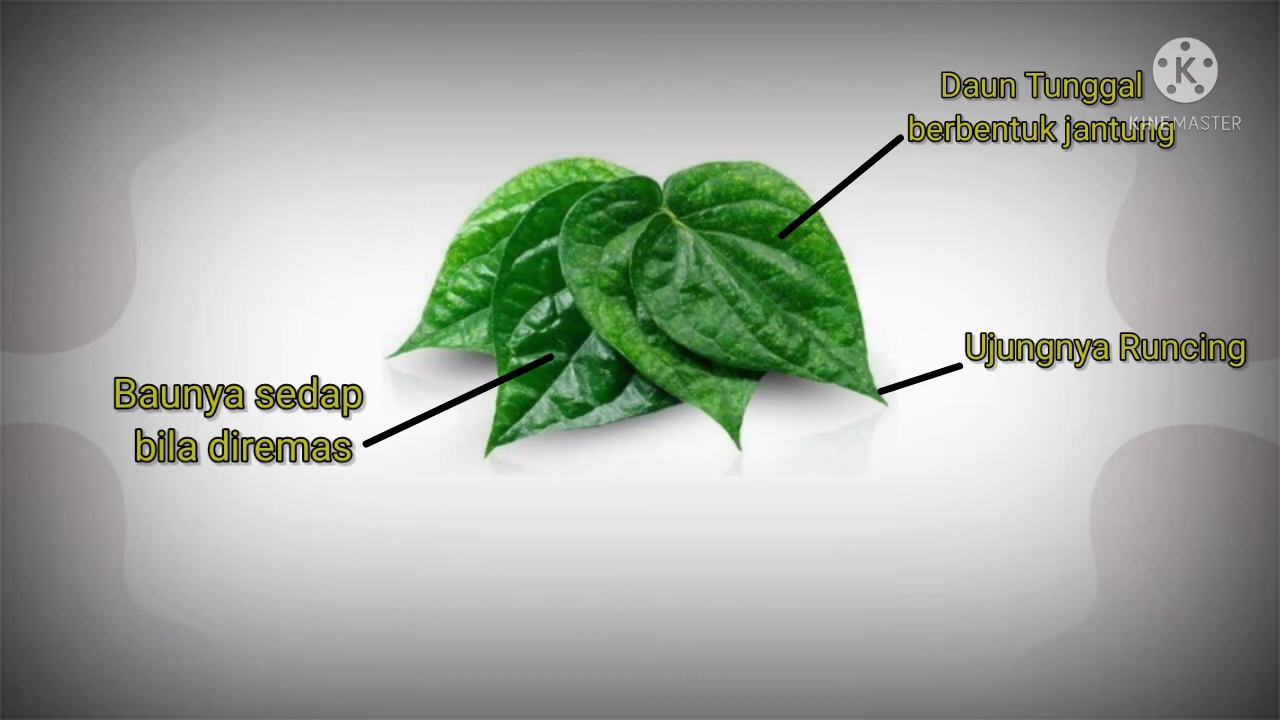 Daun Tunggal
berbentuk jantung
KINEMASTER
Ujungnya Runcing
Baunya sedap
bila diremas